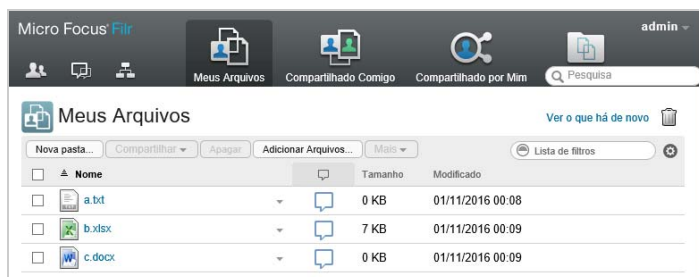 Micro Focus® Filr
admin
Meus Arquivos
Compartilhado Comigo
Compartilhado por Mim
Pesquisa
Meus Arquivos
Ver o que há de novo
Nova pasta... Compartilhar Apagar Adicionar Arquivos... Mais Lista de filtros
Nome Tamanho Modificado
a.txt 0 KB 01/11/2016 00:08
b.xlsx 7 KB 01/11/2016 00:09
c.docx 0 KB 01/11/2016 00:09